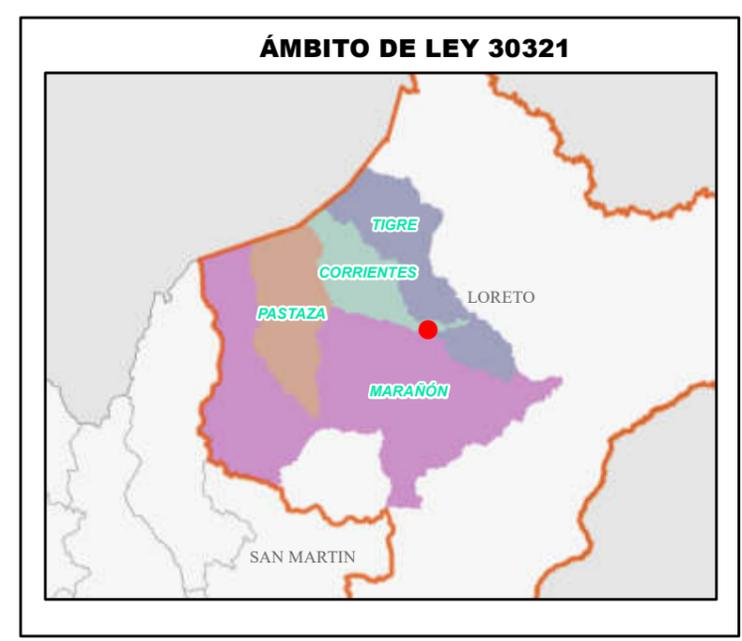 ÁMBITO DE LEY 30321
TIGRE
CORRIENTES
LORETO
PASTAZA
MARAÑÓN
SAN MARTIN